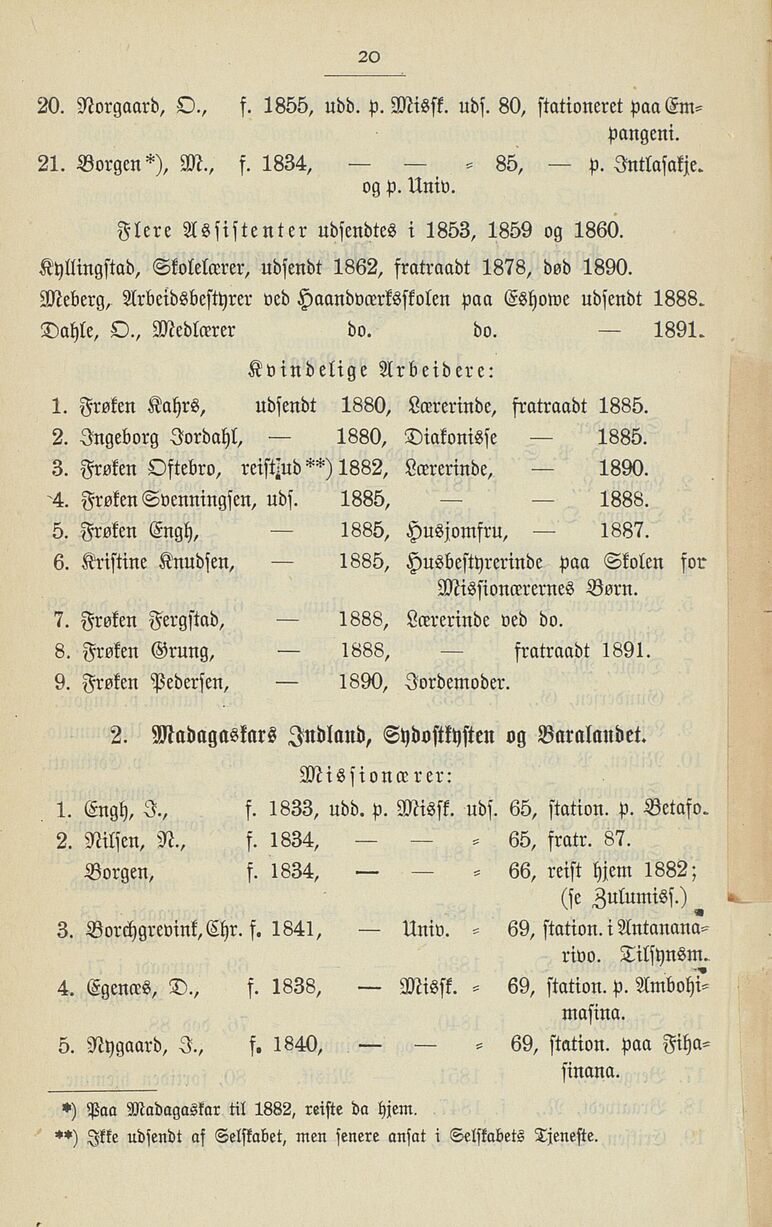 20
20. Norgaard, O., f. 1855, udd. p. Missk. uds. 80, stationeret paa Em-
pangeni.
21. Borgen*), M., f. 1834, — — = 85, — p. Intlasakje.
og p. Univ.
Flere Assistenter udsendtes i 1853, 1859 og 1860.
Kyllingstad, Skolelærer, udsendt 1862, fratraadt 1878, død 1890.
Meberg, Arbeidsbestyrer ved Haandværksskolen paa Eshowe udsendt 1888.
Dahle, O., Medlærer do. do. — 1891.
Kvindelige Arbeidere:
1. Frøken Kahrs, udsendt 1880, Lærerinde, fratraadt 1885.
2. Ingeborg Jordahl, — 1880, Diakonisse — 1885.
3. Frøken Oftebro, reist ud**) 1882, Lærerinde, — 1890.
4. Frøken Svenningsen, uds. 1885, — — 1888.
5. Frøken Engh, — 1885, Husjomfru, — 1887.
6. Kristine Knudsen, — 1885, Husbestyrerinde paa Skolen for
Missionærernes Børn.
7. Frøken Fergstad, — 1888, Lærerinde ved do.
8. Frøken Grung, — 1888, — fratraadt 1891.
9. Frøken Pedersen, — 1890, Jordemoder.
2. Madagaskars Indland, Sydostkysten og Baralandet.
Missionærer:
1. Engh, J., f. 1833, udd. p. Missk. uds. 65, station. p. Betafo.
2. Nilsen, N., f. 1834, — — = 65, fratr. 87.
Borgen, f. 1834, — — = 66, reist hjem 1882;
(se Zulumiss.)
3. Borchgrevink, Chr. f. 1841, — Univ. = 69, station. i Antanana-
rivo. Tilsynsm.
4. Egenæs, D., f. 1838, — Missk. = 69, station. p. Ambohi-
masina.
5. Nygaard, J., f. 1840, — — = 69, station. paa Fiha-
sinana.
*) Paa Madagaskar til 1882, reiste da hjem.
**) Ikke udsendt af Selskabet, men senere ansat i Selskabets Tjeneste.